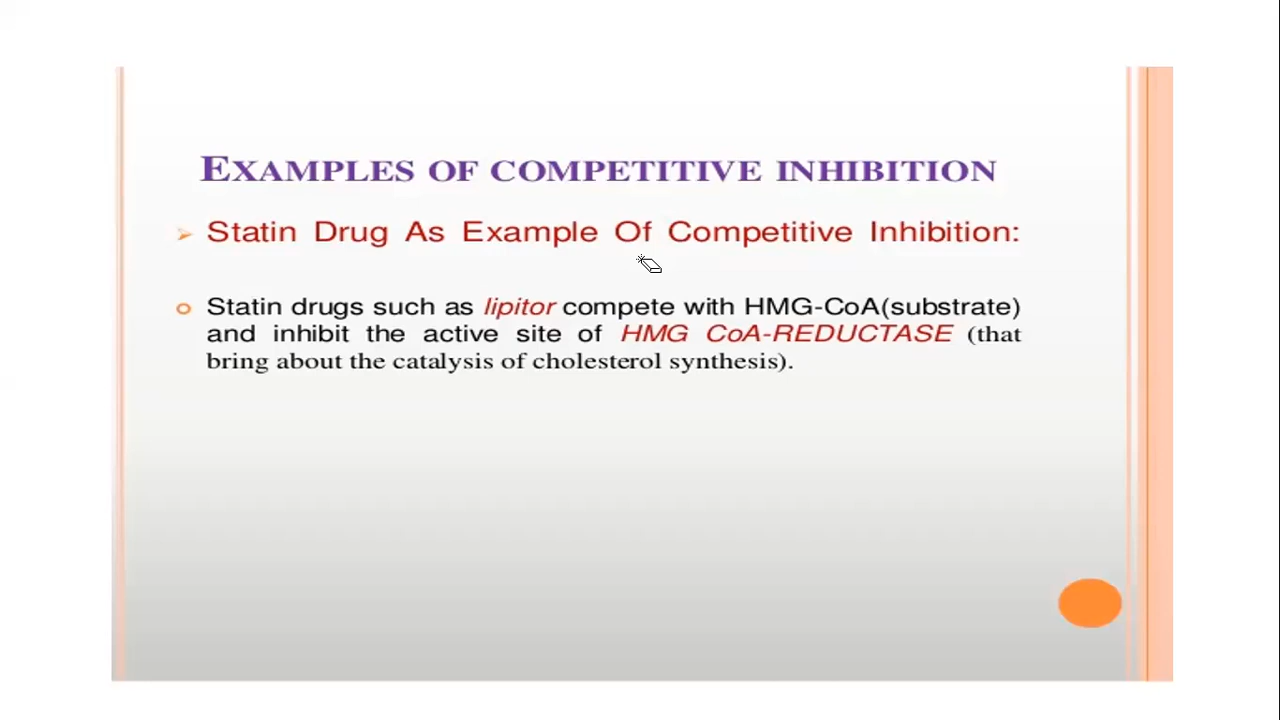 EXAMPLES OF COMPETITIVE INHIBITION
Statin Drug As Example Of Competitive Inhibition:
Statin drugs such as lipitor compete with HMG-CoA(substrate)
and inhibit the active site of HMG CoA-REDUCTASE (that
bring about the catalysis of cholesterol synthesis).